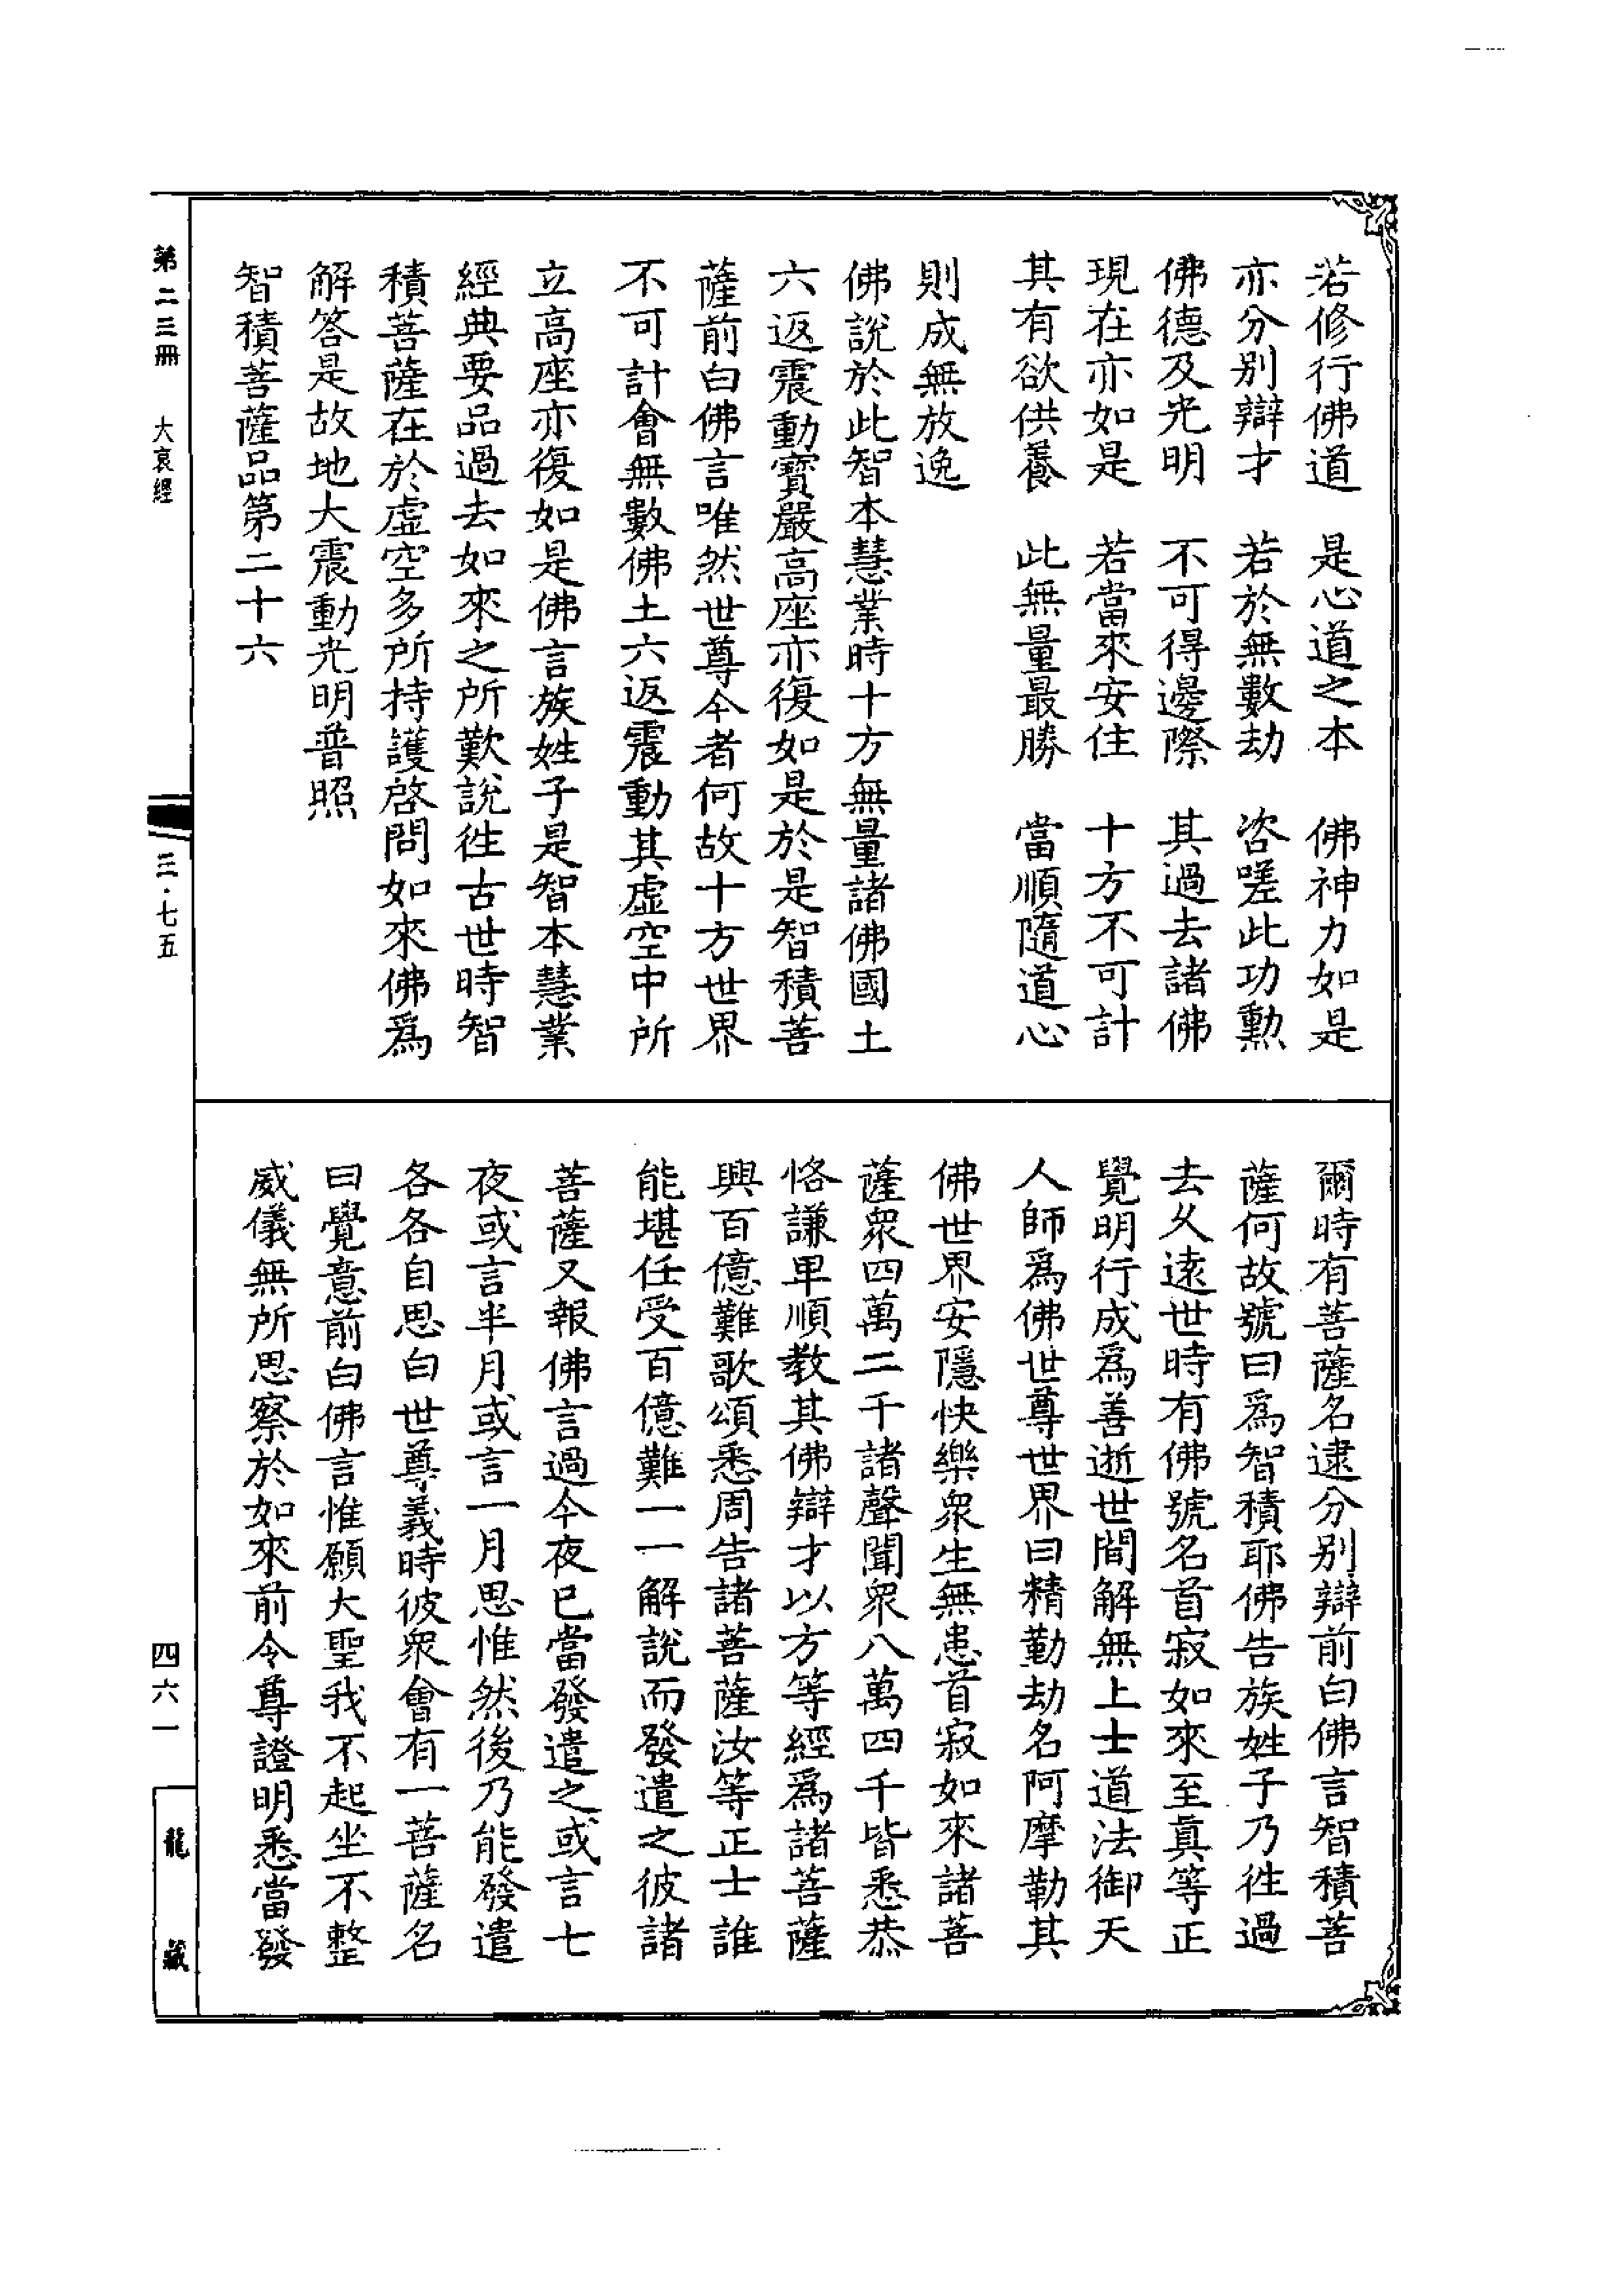 若修行佛道　是心道之本　佛神力如是
亦分別辯才　若於無數劫　咨嗟此功勳
佛德及光明　不可得邊際　其過去諸佛
現在亦如是　若當來安住　十方不可計
其有欲供養　此無量最勝　當順隨道心
則成無放逸
佛說於此智本慧業時十方無量諸佛國土
六返震動寶嚴高座亦復如是於是智積菩
薩前白佛言唯然世尊今者何故十方世界
不可計會無數佛土六返震動其虛空中所
立高座亦復如是佛言族姓子是智本慧業
經典要品過去如來之所歎說徃古世時智
積菩薩在於虛空多所持護啓問如來佛爲
解答是故地大震動光明普照
智積菩薩品第二十六
爾時有菩薩名逮分別辯前白佛言智積菩
薩何故號曰爲智積耶佛告族姓子乃徃過
去久遠世時有佛號名首寂如來至真等正
覺明行成爲善逝世間解無上士道法御天
人師爲佛世尊世界曰精勤劫名阿摩勒其
佛世界安隱快樂衆生無患首寂如來諸菩
薩衆四萬二千諸聲聞衆八萬四千皆悉恭
恪謙卑順教其佛辯才以方等經爲諸菩薩
興百億難歌頌悉周告諸菩薩汝等正士誰
能堪任受百億難一一解說而發遣之彼諸
菩薩又報佛言過今夜已當發遣之或言七
夜或言半月或言一月思惟然後乃能發遣
各各自思白世尊義時彼衆會有一菩薩名
曰覺意前白佛言惟願大聖我不起坐不整
威儀無所思察於如來前令尊證明悉當發
第二三冊　大哀經
三·七五
四六一
龍藏